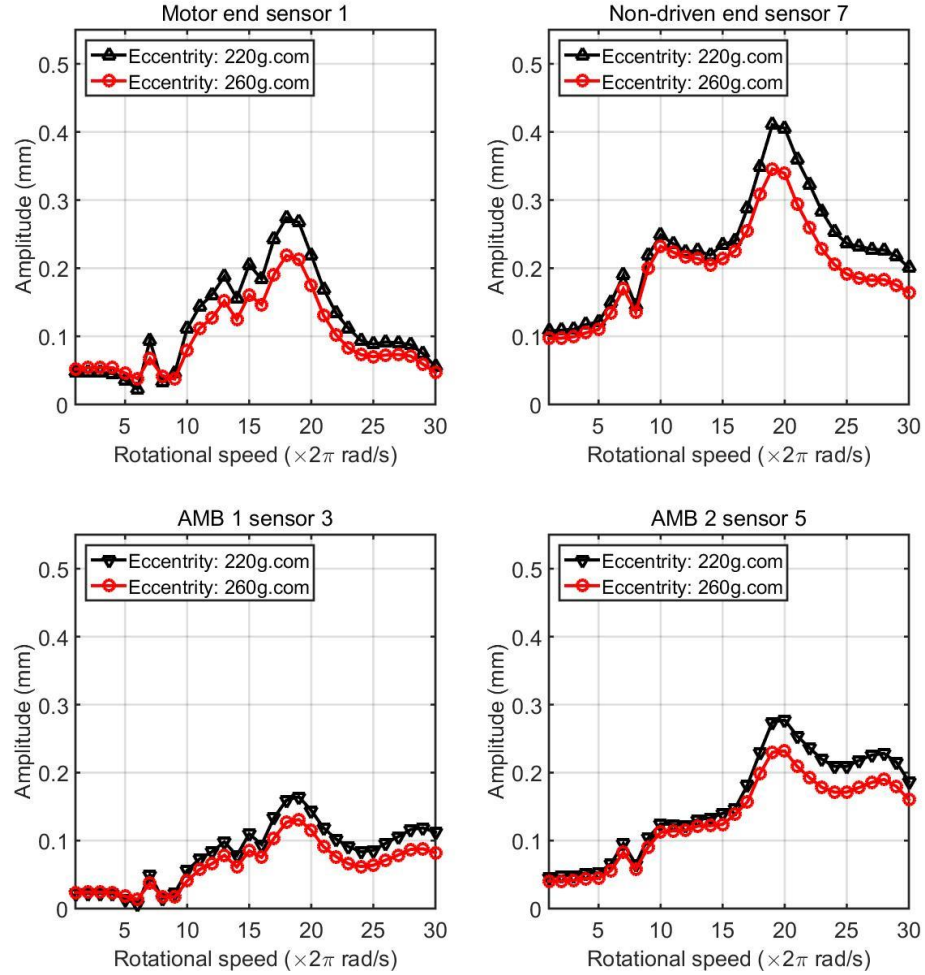 Motor end sensor 1
Eccentrity: 220g.com
Eccentrity: 260g.com
0.5
0.4
0.3
0.2
0.1
0
Amplitude (mm)
5 10 15 20 25 30
Rotational speed (×2π rad/s)
Non-driven end sensor 7
Eccentrity: 220g.com
Eccentrity: 260g.com
0.5
0.4
0.3
0.2
0.1
0
Amplitude (mm)
5 10 15 20 25 30
Rotational speed (×2π rad/s)
AMB 1 sensor 3
Eccentrity: 220g.com
Eccentrity: 260g.com
0.5
0.4
0.3
0.2
0.1
0
Amplitude (mm)
5 10 15 20 25 30
Rotational speed (×2π rad/s)
AMB 2 sensor 5
Eccentrity: 220g.com
Eccentrity: 260g.com
0.5
0.4
0.3
0.2
0.1
0
Amplitude (mm)
5 10 15 20 25 30
Rotational speed (×2π rad/s)